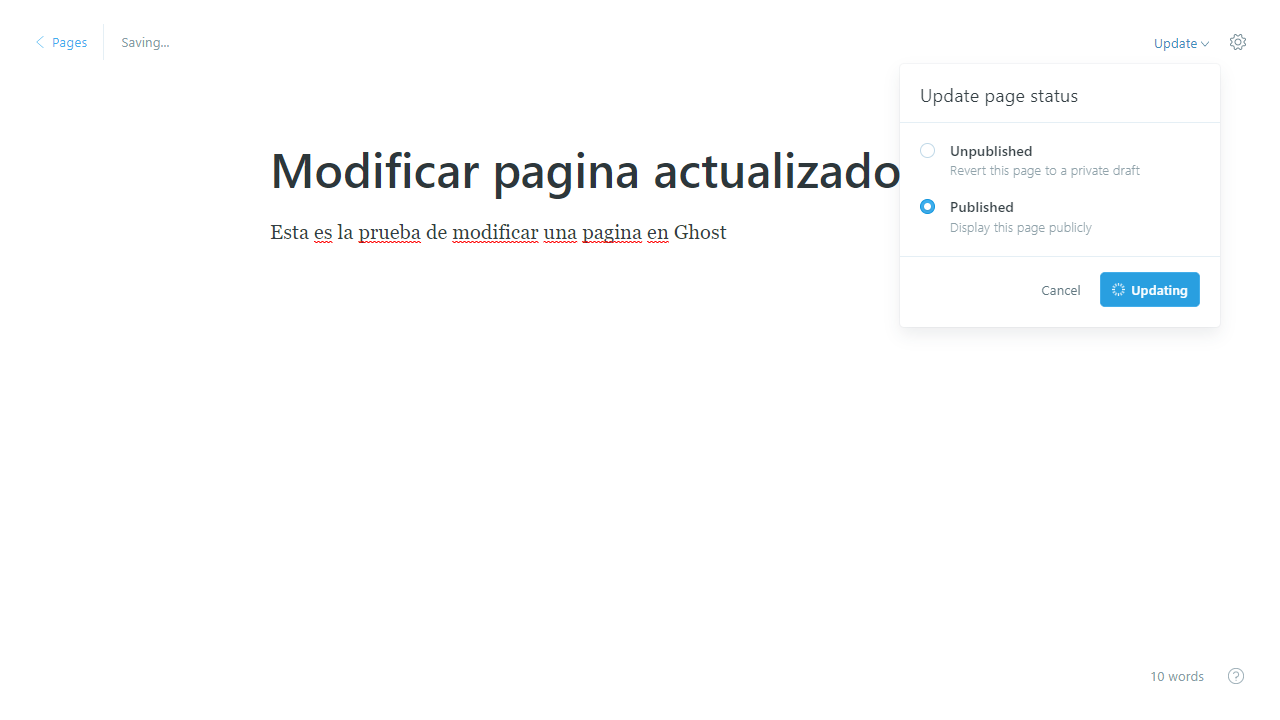 Pages
Saving...
Update
Update page status
Unpublished
Revert this page to a private draft
Published
Display this page publicly
Cancel
Updating
Modificar pagina actualizado
Esta es la prueba de modificar una pagina en Ghost
10 words
?